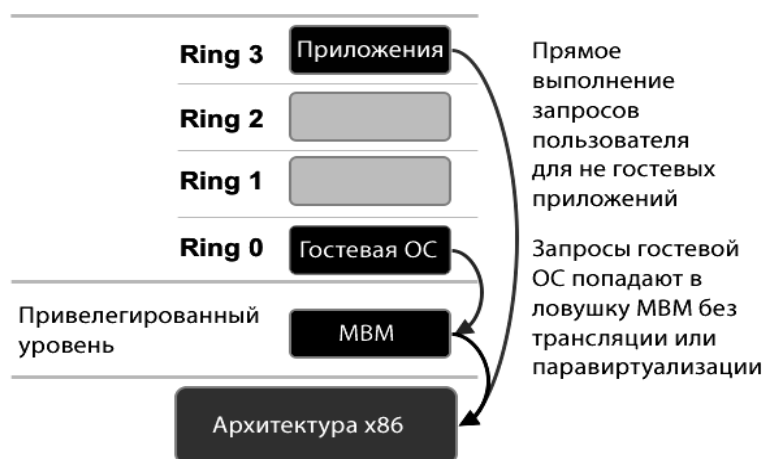 Ring 3
Приложения
Ring 2
Ring 1
Ring 0
Гостевая ОС
Привелегированный
уровень
МВМ
Архитектура x86
Прямое
выполнение
запросов
пользователя
для не гостевых
приложений
Запросы гостевой
ОС попадают в
ловушку МВМ без
трансляции или
паравиртуализации